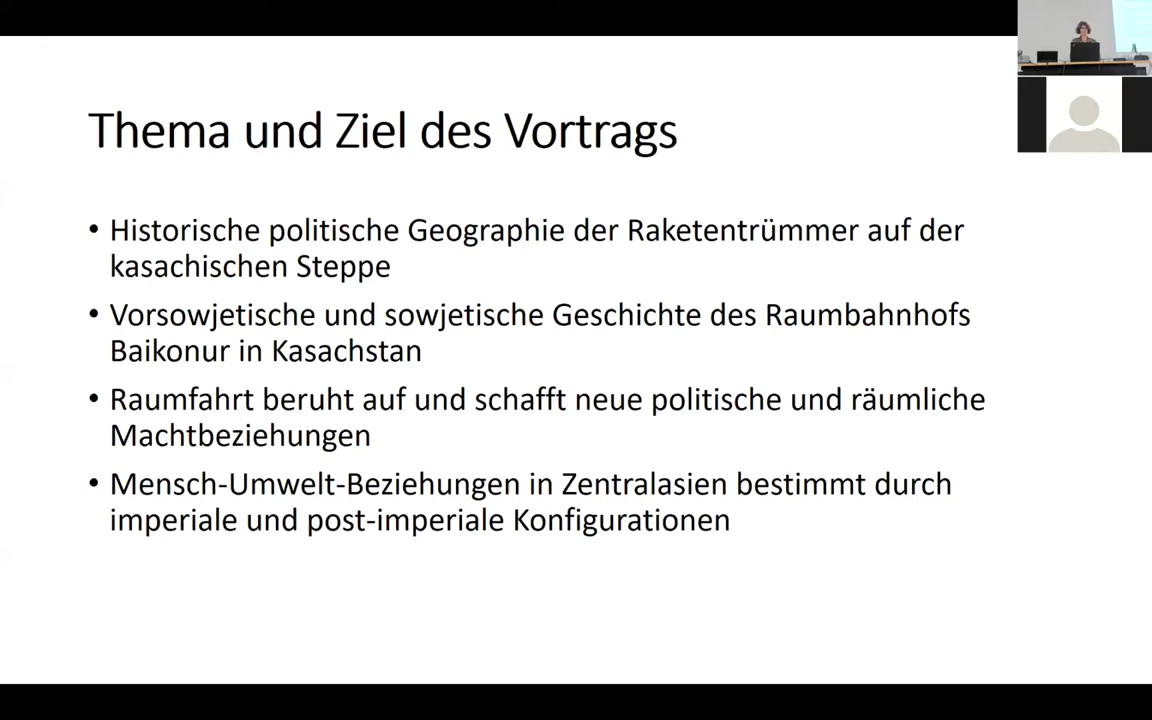 Thema und Ziel des Vortrags
• Historische politische Geographie der Raketentrümmer auf der
kasachischen Steppe
• Vorsowjetische und sowjetische Geschichte des Raumbahnhofs
Baikonur in Kasachstan
• Raumfahrt beruht auf und schafft neue politische und räumliche
Machtbeziehungen
• Mensch-Umwelt-Beziehungen in Zentralasien bestimmt durch
imperiale und post-imperiale Konfigurationen